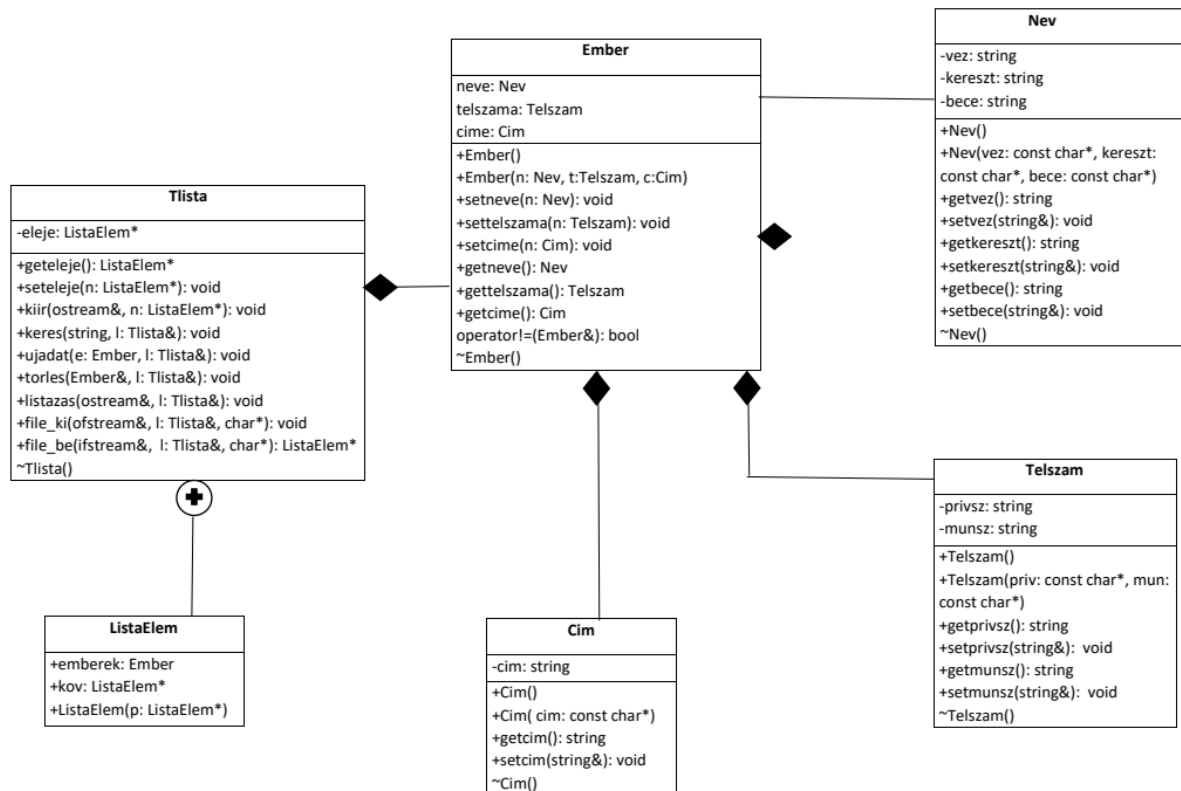 Tlista
-eleje: ListaElem*
+geteleje(): ListaElem*
+seteleje(n: ListaElem*): void
+kiir(ostream&, n: ListaElem*): void
+keres(string, l: Tlista&): void
+ujadat(e: Ember, l: Tlista&): void
+torles(Ember&, l: Tlista&): void
+listazas(ostream&, l: Tlista&): void
+file_ki(ofstream&, l: Tlista&, char*): void
+file_be(ifstream&, l: Tlista&, char*): ListaElem*
~Tlista()
ListaElem
+emberek: Ember
+kov: ListaElem*
+ListaElem(p: ListaElem*)
Ember
neve: Nev
telszama: Telszam
cime: Cim
+Ember()
+Ember(n: Nev, t:Telszam, c:Cim)
+setneve(n: Nev): void
+settelszama(n: Telszam): void
+setcime(n: Cim): void
+getneve(): Nev
+gettelszama(): Telszam
+getcime(): Cim
operator!=(Ember&): bool
~Ember()
Cim
-cim: string
+Cim()
+Cim( cim: const char*)
+getcim(): string
+setcim(string&): void
~Cim()
Nev
-vez: string
-kereszt: string
-bece: string
+Nev()
+Nev(vez: const char*, kereszt:
const char*, bece: const char*)
+getvez(): string
+setvez(string&): void
+getkereszt(): string
+setkereszt(string&): void
+getbece(): string
+setbece(string&): void
~Nev()
Telszam
-privsz: string
-munsz: string
+Telszam()
+Telszam(priv: const char*, mun:
const char*)
+getprivsz(): string
+setprivsz(string&): void
+getmunsz(): string
+setmunsz(string&): void
~Telszam()